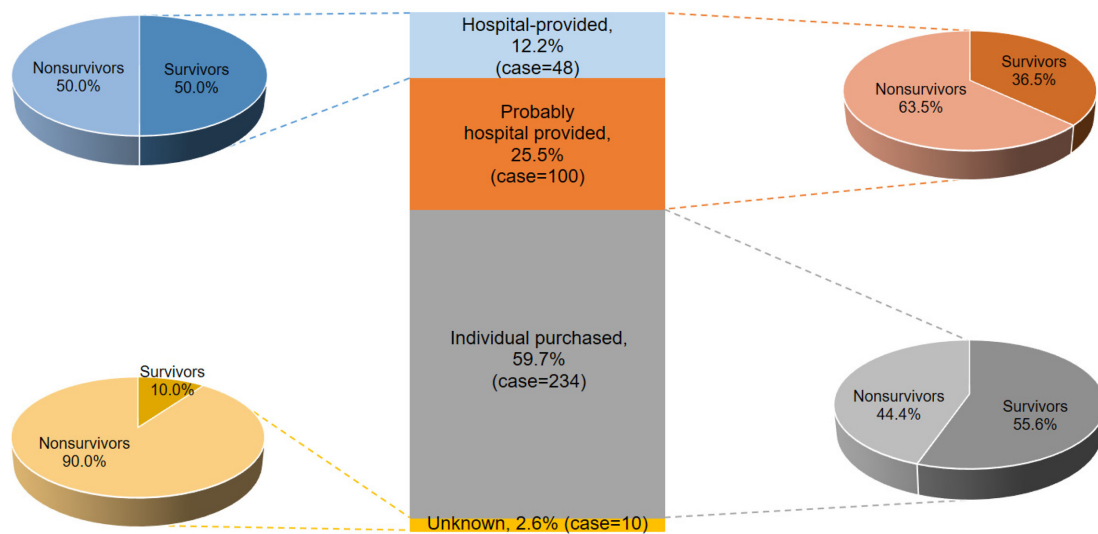 Nonsurvivors
50.0%
Survivors
50.0%
Hospital-provided,
12.2%
(case=48)
Probably
hospital provided,
25.5%
(case=100)
Nonsurvivors
63.5%
Survivors
36.5%
Individual purchased,
59.7%
(case=234)
Survivors
10.0%
Nonsurvivors
90.0%
Nonsurvivors
44.4%
Survivors
55.6%
Unknown, 2.6% (case=10)